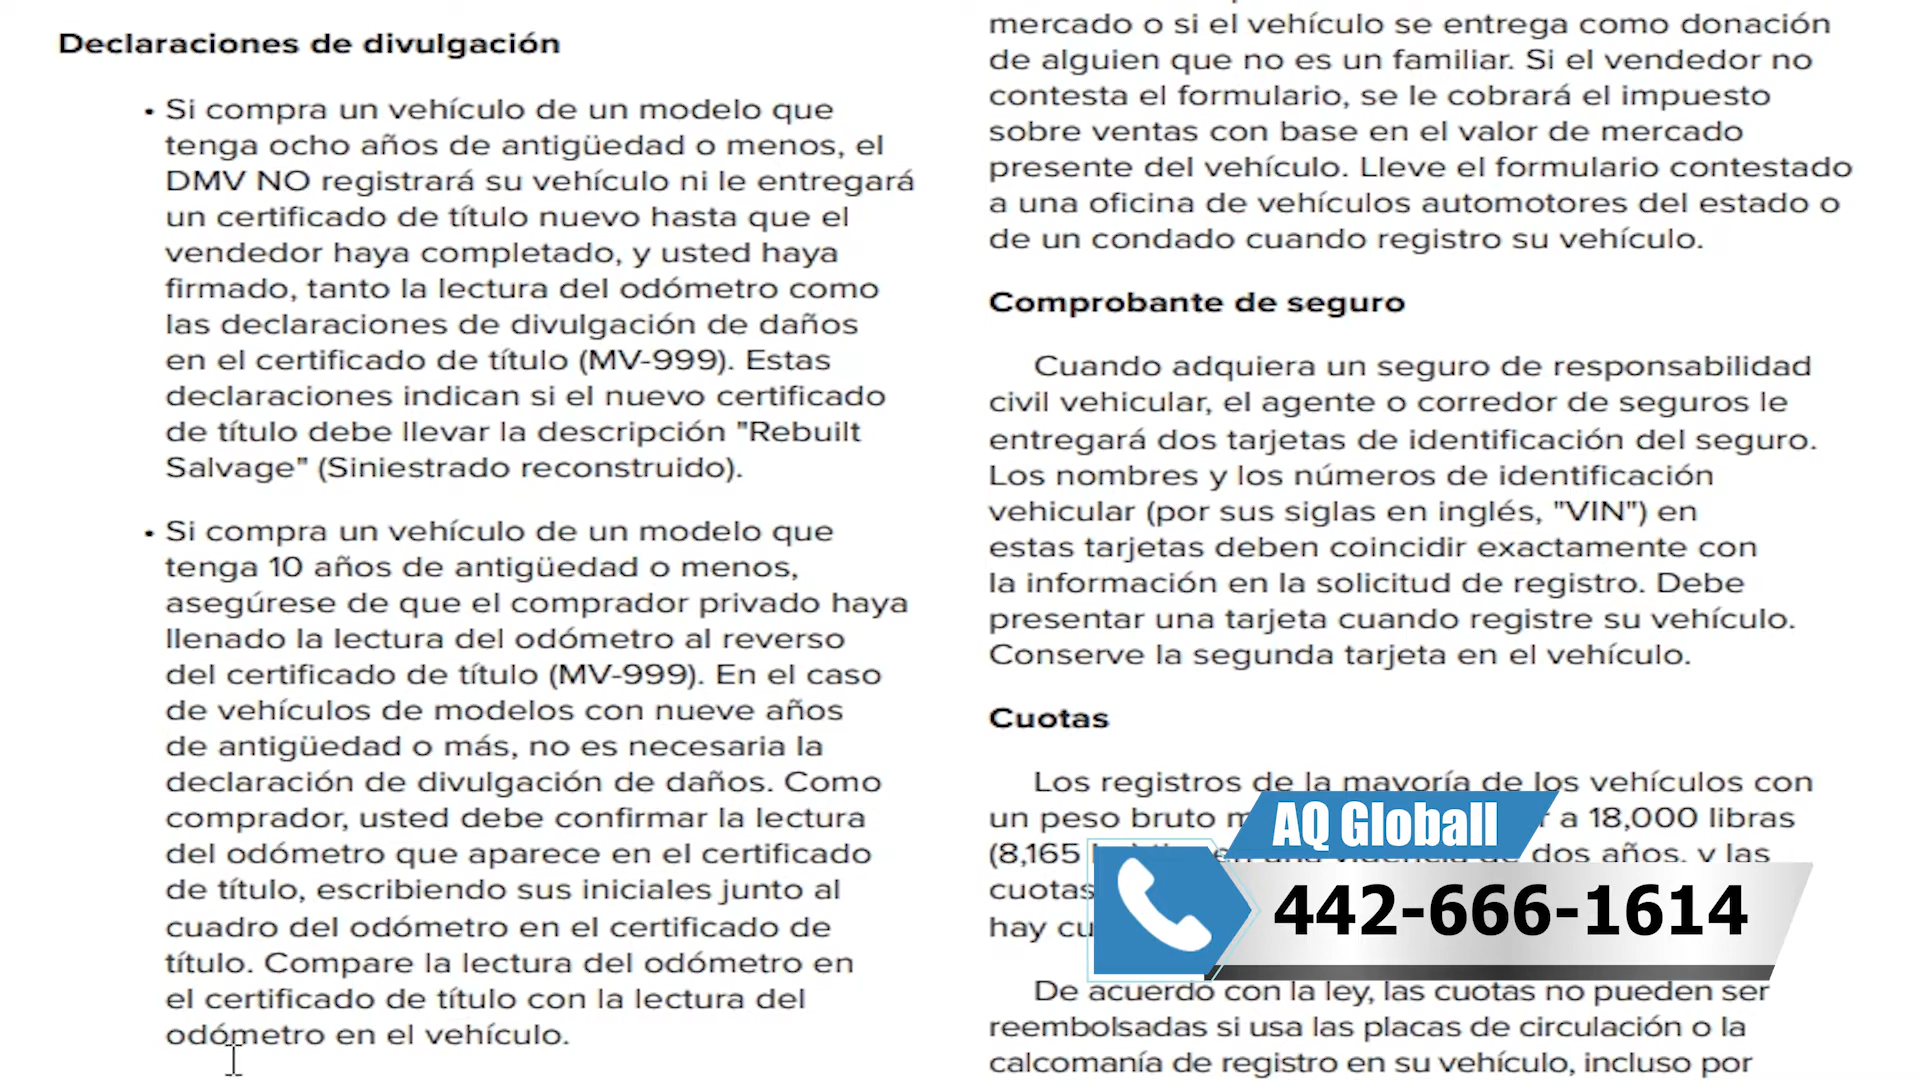 Declaraciones de divulgación
• Si compra un vehículo de un modelo que
tenga ocho años de antigüedad o menos, el
DMV NO registrará su vehículo ni le entregará
un certificado de título nuevo hasta que el
vendedor haya completado, y usted haya
firmado, tanto la lectura del odómetro como
las declaraciones de divulgación de daños
en el certificado de título (MV-999). Estas
declaraciones indican si el nuevo certificado
de título debe llevar la descripción "Rebuilt
Salvage" (Siniestrado reconstruido).
• Si compra un vehículo de un modelo que
tenga 10 años de antigüedad o menos,
asegúrese de que el comprador privado haya
llenado la lectura del odómetro al reverso
del certificado de título (MV-999). En el caso
de vehículos de modelos con nueve años
de antigüedad o más, no es necesaria la
declaración de divulgación de daños. Como
comprador, usted debe confirmar la lectura
del odómetro que aparece en el certificado
de título, escribiendo sus iniciales junto al
cuadro del odómetro en el certificado de
título. Compare la lectura del odómetro en
el certificado de título con la lectura del
odómetro en el vehículo.
mercado o si el vehículo se entrega como donación
de alguien que no es un familiar. Si el vendedor no
contesta el formulario, se le cobrará el impuesto
sobre ventas con base en el valor de mercado
presente del vehículo. Lleve el formulario contestado
a una oficina de vehículos automotores del estado o
de un condado cuando registro su vehículo.
Comprobante de seguro
Cuando adquiera un seguro de responsabilidad
civil vehicular, el agente o corredor de seguros le
entregará dos tarjetas de identificación del seguro.
Los nombres y los números de identificación
vehicular (por sus siglas en inglés, "VIN") en
estas tarjetas deben coincidir exactamente con
la información en la solicitud de registro. Debe
presentar una tarjeta cuando registre su vehículo.
Conserve la segunda tarjeta en el vehículo.
Cuotas
Los registros de la mayoría de los vehículos con
un peso bruto a 18,000 libras
(8,165 dos años, y las
cuotas
hay
De acuerdo con la ley, las cuotas no pueden ser
reembolsadas si usa las placas de circulación o la
calcomanía de registro en su vehículo, incluso por
AQ Globall
442-666-1614